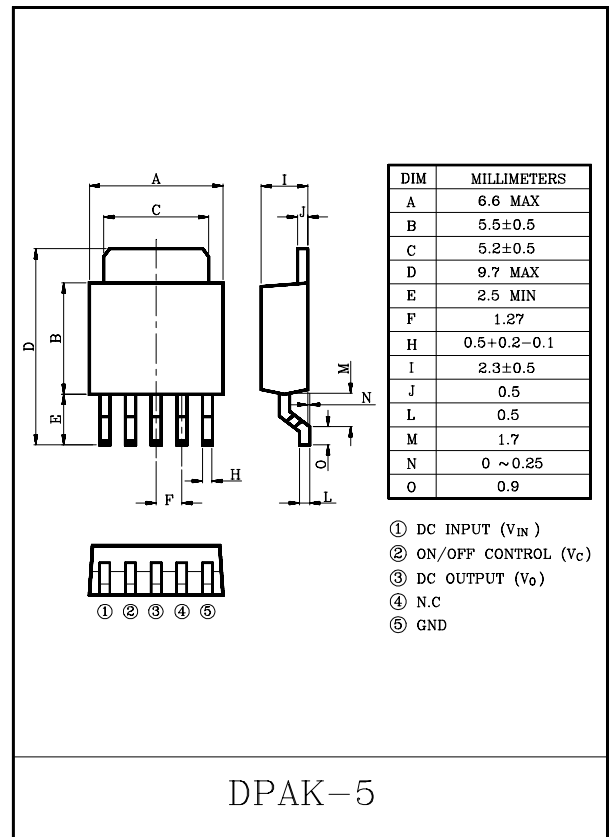 A
C
D
B
E
H
F
① ② ③ ④ ⑤
I
J
M
N
O
L
DIM MILLIMETERS
A 6.6 MAX
B 5.5±0.5
C 5.2±0.5
D 9.7 MAX
E 2.5 MIN
F 1.27
H 0.5+0.2−0.1
I 2.3±0.5
J 0.5
L 0.5
M 1.7
N 0 ~0.25
O 0.9
① DC INPUT (VIN )
② ON/OFF CONTROL (VC)
③ DC OUTPUT (VO)
④ N.C
⑤ GND
DPAK−5